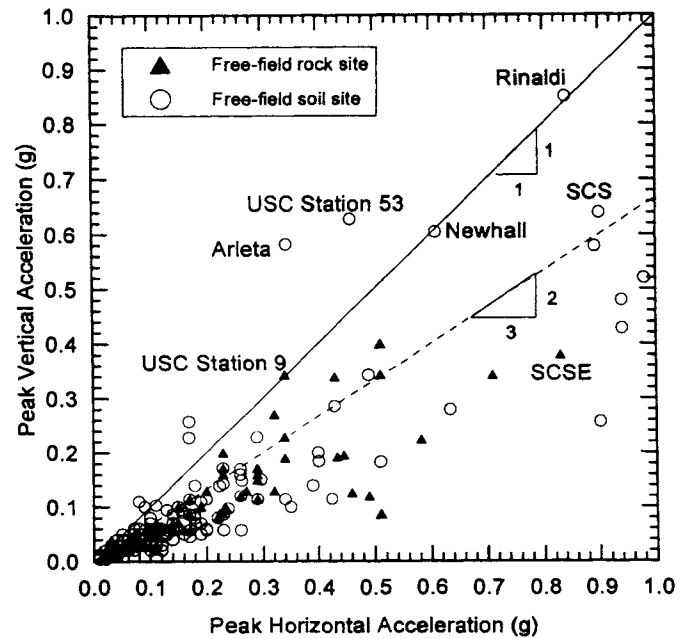 Peak Vertical Acceleration (g)
1.0
0.9
0.8
0.7
0.6
0.5
0.4
0.3
0.2
0.1
0.0
Free-field rock site
Free-field soil site
Rinaldi
1
1
SCS
USC Station 53
Newhall
Arleta
2
3
USC Station 9
SCSE
0.0 0.1 0.2 0.3 0.4 0.5 0.6 0.7 0.8 0.9 1.0
Peak Horizontal Acceleration (g)